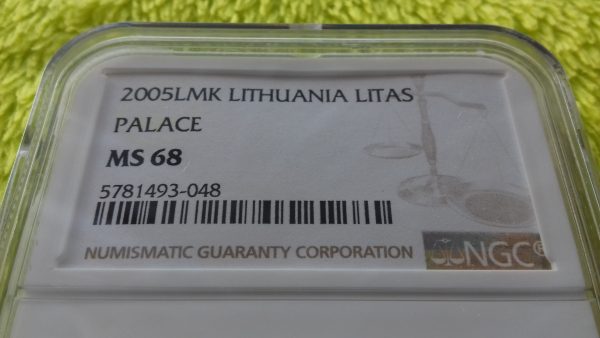 2005LMK LITHUANIA LITAS
PALACE
MS 68
5781493-048
NUMISMATIC GUARANTY CORPORATION NGC®